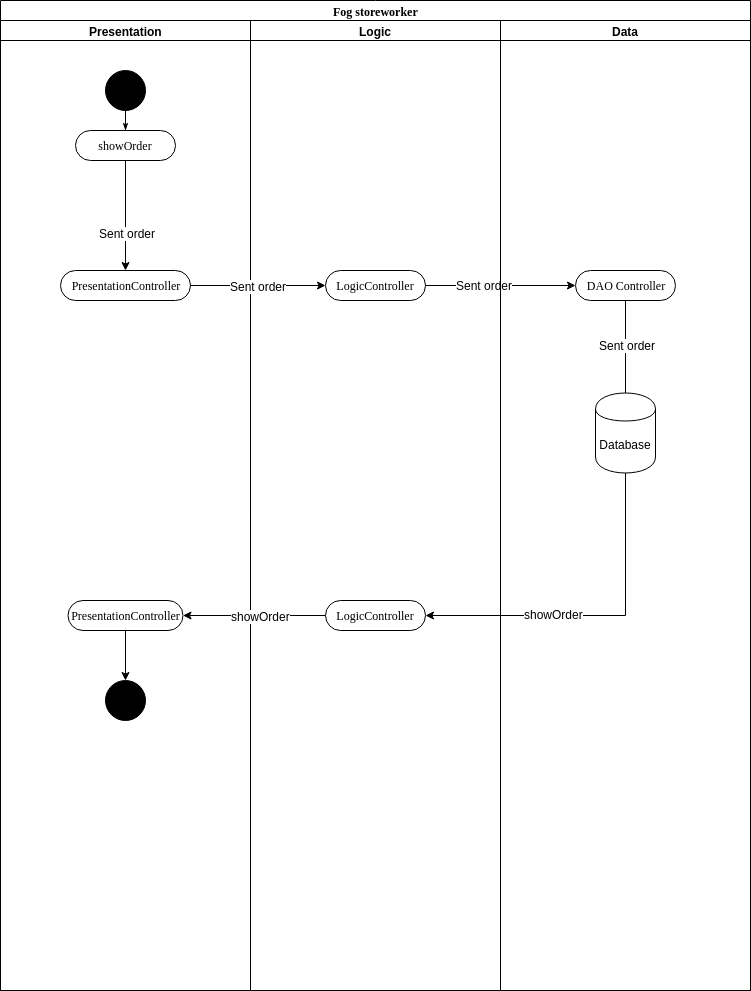 Fog storeworker
Presentation
Logic
Data
showOrder
Sent order
PresentationController
Sent order
LogicController
Sent order
DAO Controller
Sent order
Database
PresentationController
showOrder
LogicController
showOrder